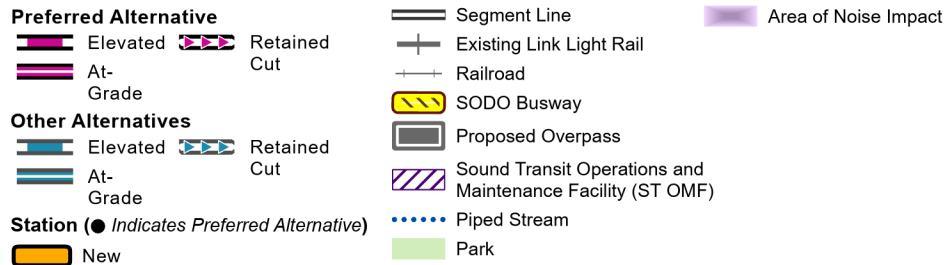 Preferred Alternative
Elevated
Retained
Cut
At-
Grade
Other Alternatives
Elevated
Retained
Cut
At-
Grade
Station (● Indicates Preferred Alternative)
New
Segment Line
Existing Link Light Rail
Railroad
SODO Busway
Proposed Overpass
Sound Transit Operations and
Maintenance Facility (ST OMF)
Piped Stream
Park
Area of Noise Impact